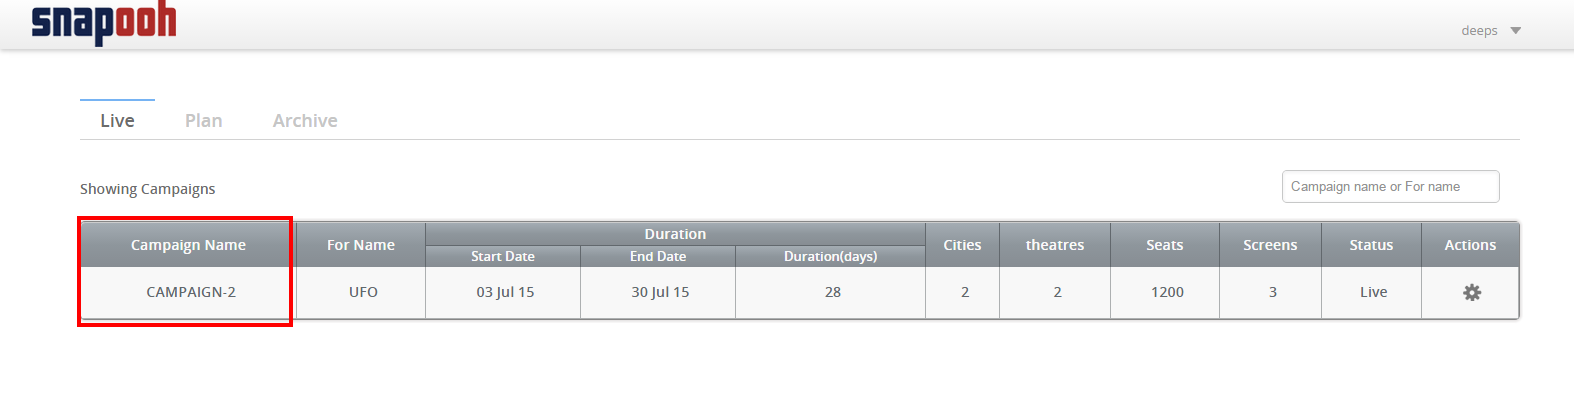 snapooh
deeps
Live Plan Archive
Showing Campaigns
Campaign name or For name
Campaign Name For Name Duration Cities theatres Seats Screens Status Actions
Start Date End Date Duration(days)
CAMPAIGN-2 UFO 03 Jul 15 30 Jul 15 28 2 2 1200 3 Live